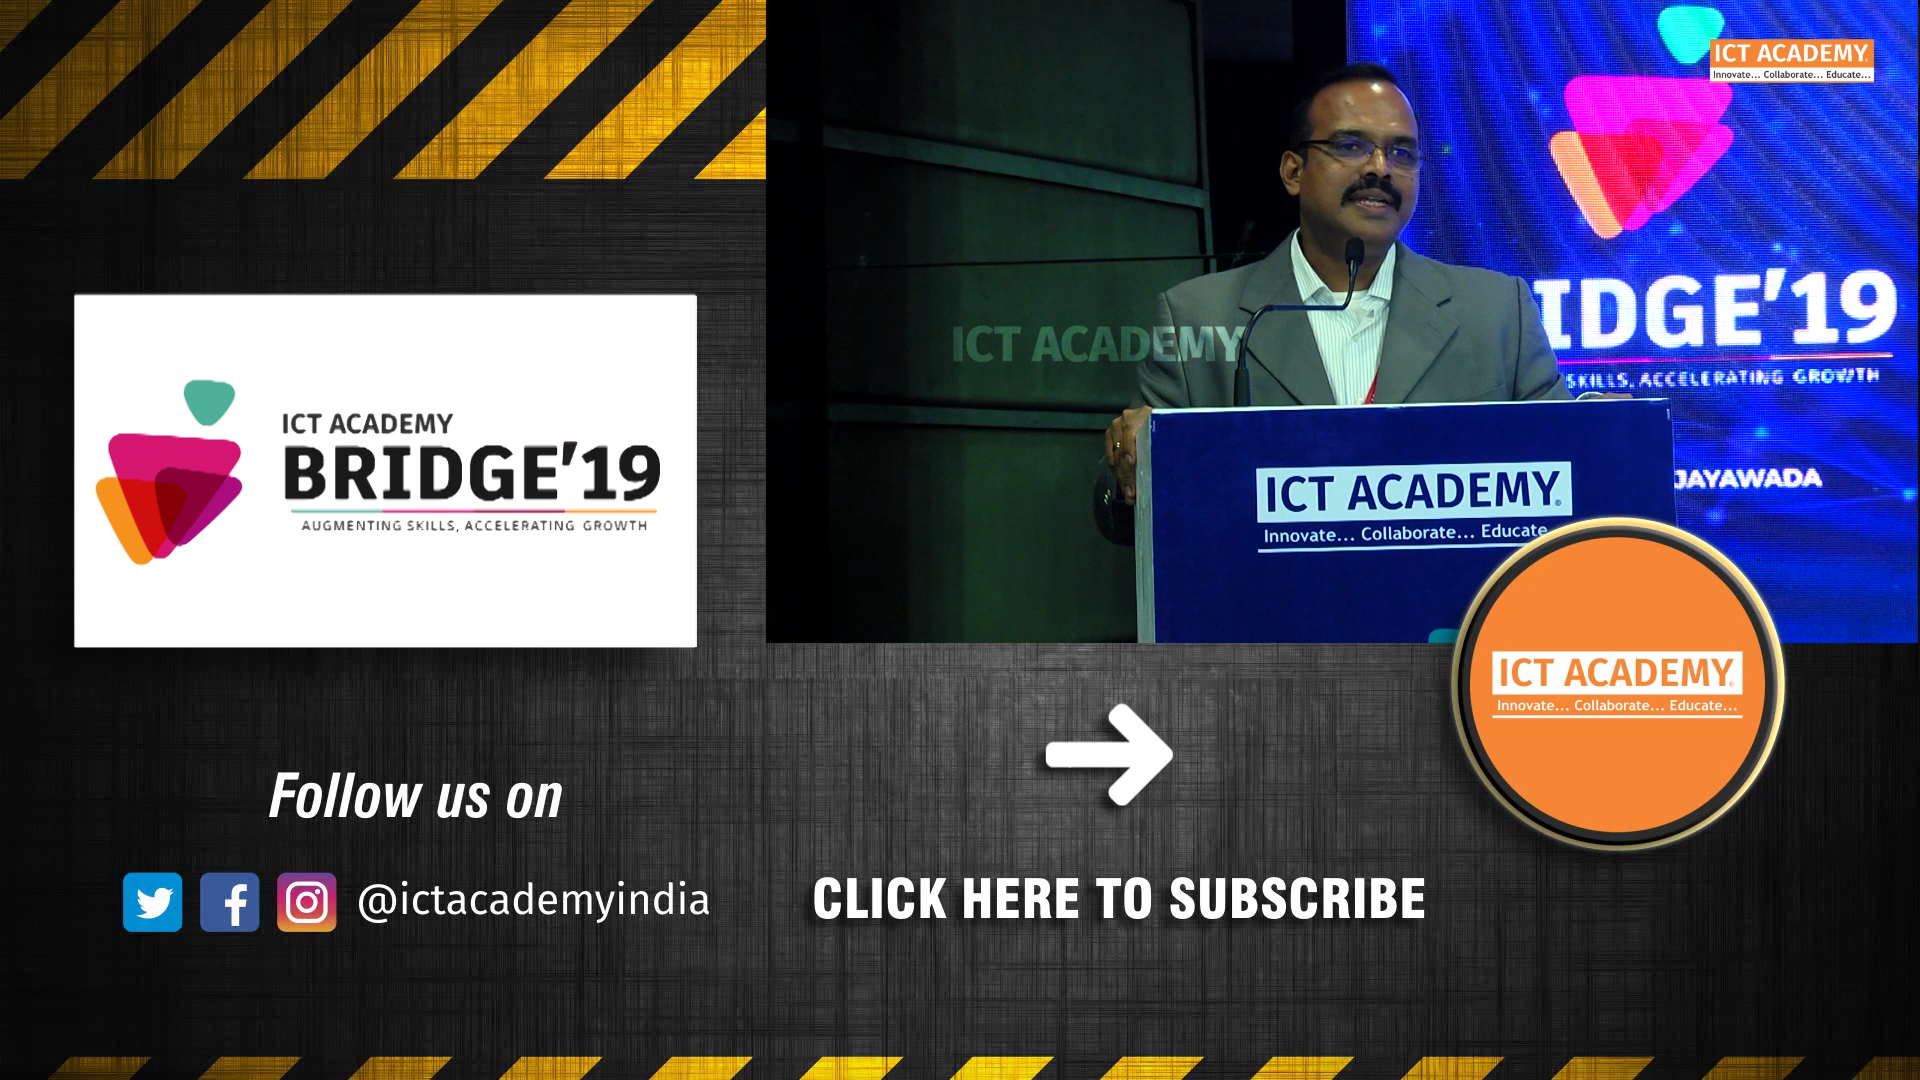 ICT ACADEMY
Innovate... Collaborate... Educate...
ICT ACADEMY
BRIDGE'19
AUGMENTING SKILLS, ACCELERATING GROWTH
ICT ACADEMY
IDGE'19
SKILLS, ACCELERATING GROWTH
JAYAWADA
ICT ACADEMY
Innovate... Collaborate... Educate
ICT ACADEMY
Innovate... Collaborate... Educate...
Follow us on
@ictacademyindia
CLICK HERE TO SUBSCRIBE